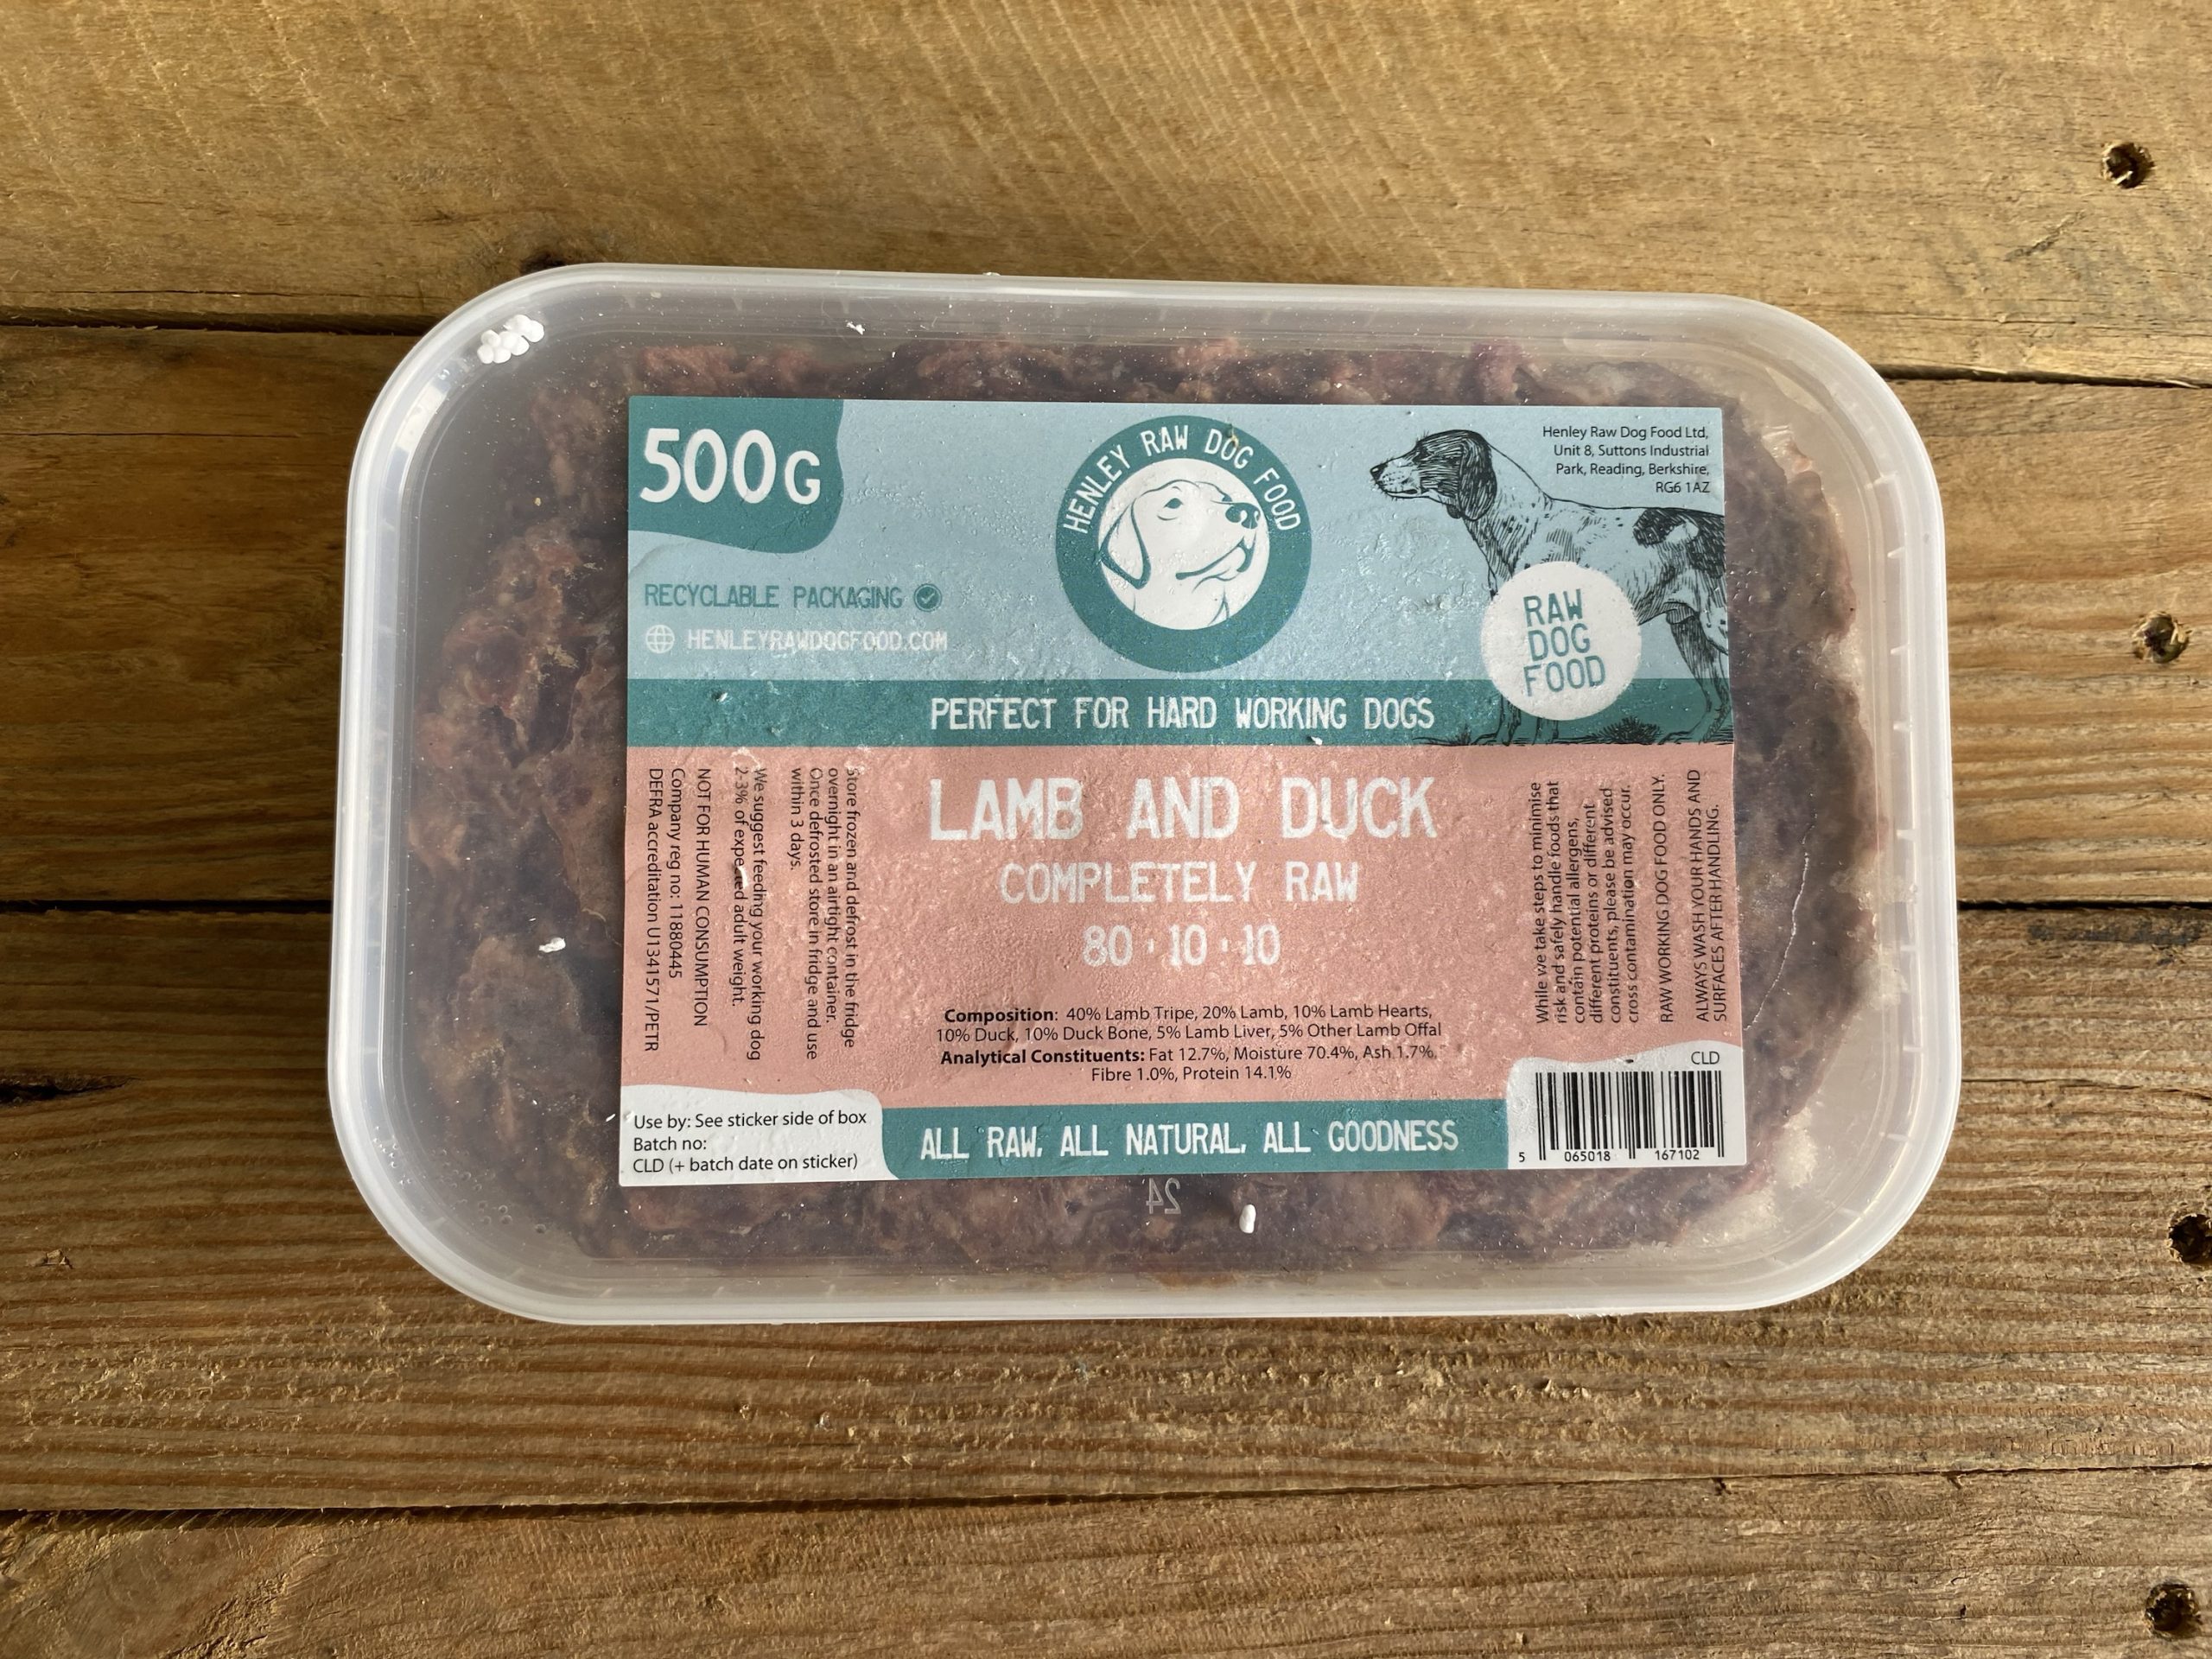 500G
HENLEY RAW DOG FOOD
Henley Raw Dog Food Ltd,
Unit 8, Suttons Industrial
Park, Reading, Berkshire,
RG6 1AZ
RECYCLABLE PACKAGING
HENLEYRAWDOGFOOD.COM
RAW
DOG
FOOD
PERFECT FOR HARD WORKING DOGS
Store frozen and defrost in the fridge
overnight in an airtight container.
Once defrosted store in fridge and use
within 3 days.
We suggest feeding your working dog
2-3% of expected adult weight.
NOT FOR HUMAN CONSUMPTION
Company reg no: 11880445
DEFRA accreditation U1341571/PETR
LAMB AND DUCK
COMPLETELY RAW
80 · 10 · 10
Composition: 40% Lamb Tripe, 20% Lamb, 10% Lamb Hearts,
10% Duck, 10% Duck Bone, 5% Lamb Liver, 5% Other Lamb Offal
Analytical Constituents: Fat 12.7%, Moisture 70.4%, Ash 1.7%,
Fibre 1.0%, Protein 14.1%
While we take steps to minimise
risk and safely handle foods that
contain potential allergens,
different proteins or different
constituents, please be advised
cross contamination may occur.
RAW WORKING DOG FOOD ONLY.
ALWAYS WASH YOUR HANDS AND
SURFACES AFTER HANDLING.
Use by: See sticker side of box
Batch no:
CLD (+ batch date on sticker)
ALL RAW, ALL NATURAL, ALL GOODNESS
CLD
5 065018 167102
24